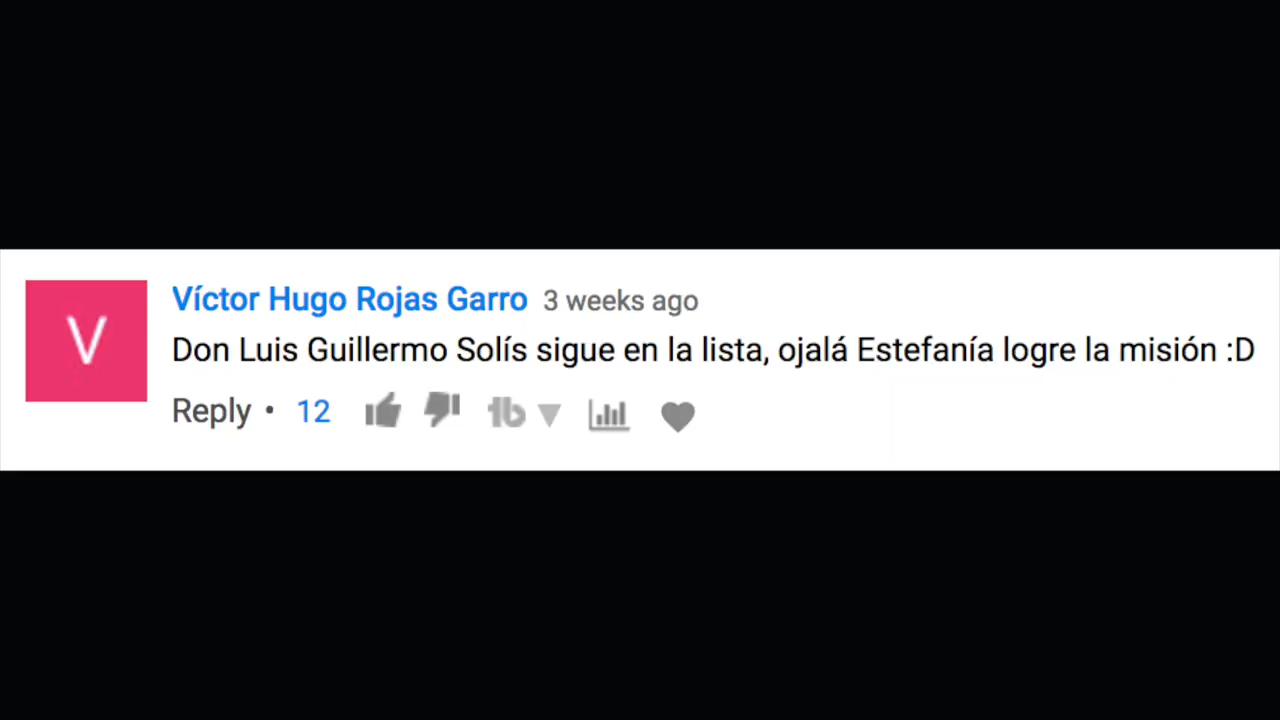 V
Víctor Hugo Rojas Garro 3 weeks ago
Don Luis Guillermo Solís sigue en la lista, ojalá Estefanía logre la misión :D
Reply • 12 tb